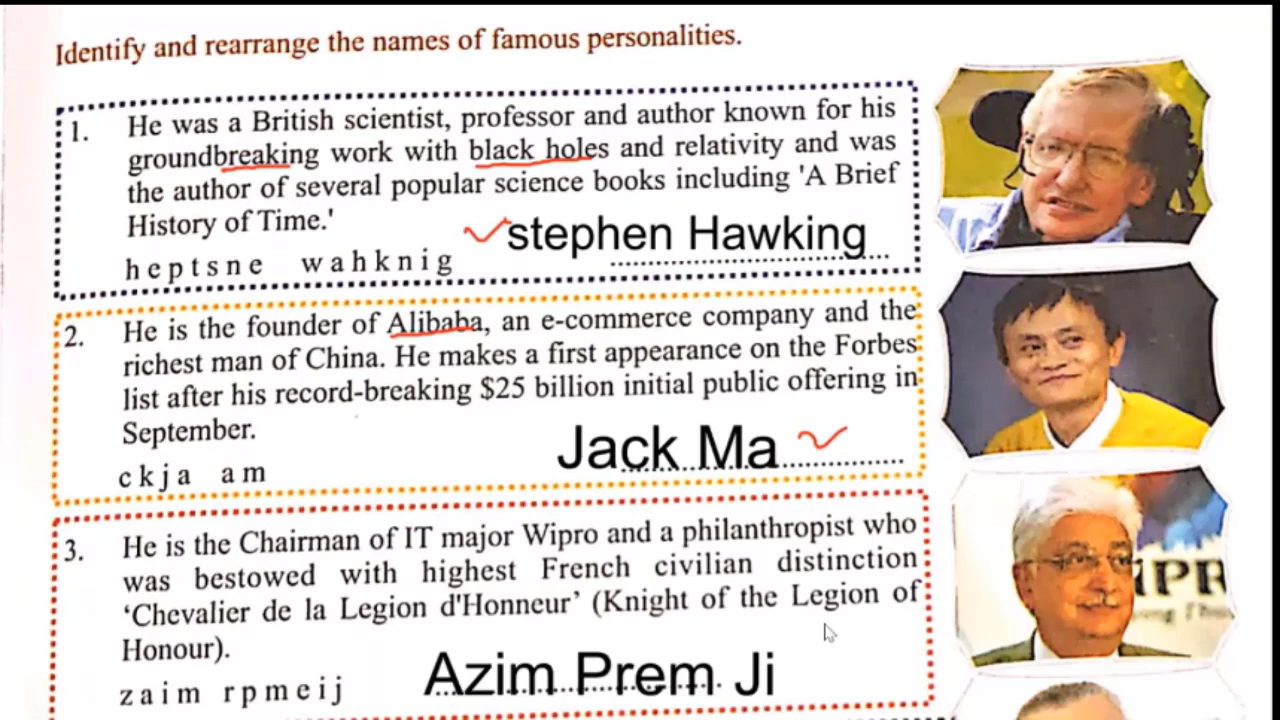 Identify and rearrange the names of famous personalities.
1. He was a British scientist, professor and author known for his
groundbreaking work with black holes and relativity and was
the author of several popular science books including 'A Brief
History of Time.'
stephen Hawking
h e p t s n e w a h k n i g
2. He is the founder of Alibaba, an e-commerce company and the
richest man of China. He makes a first appearance on the Forbes
list after his record-breaking $25 billion initial public offering in
September.
Jack Ma
c k j a a m
3. He is the Chairman of IT major Wipro and a philanthropist who
was bestowed with highest French civilian distinction
‘Chevalier de la Legion d'Honneur’ (Knight of the Legion of
Honour).
Azim Prem Ji
z a i m r p m e i j
IPR